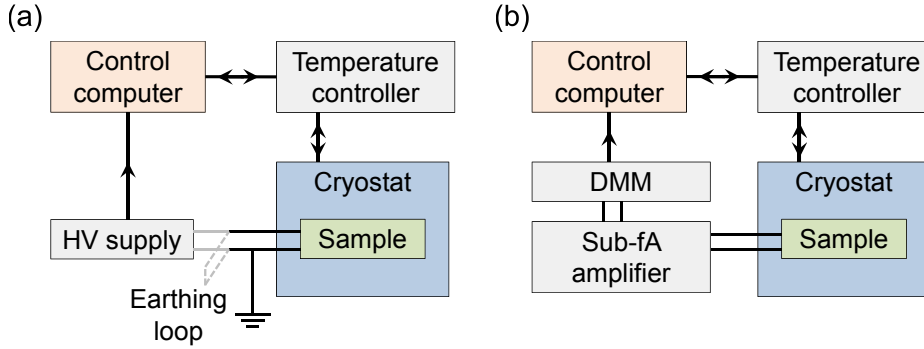 (a)
Control
computer
Temperature
controller
Cryostat
HV supply
Sample
Earthing
loop
(b)
Control
computer
Temperature
controller
DMM
Cryostat
Sub-fA
amplifier
Sample